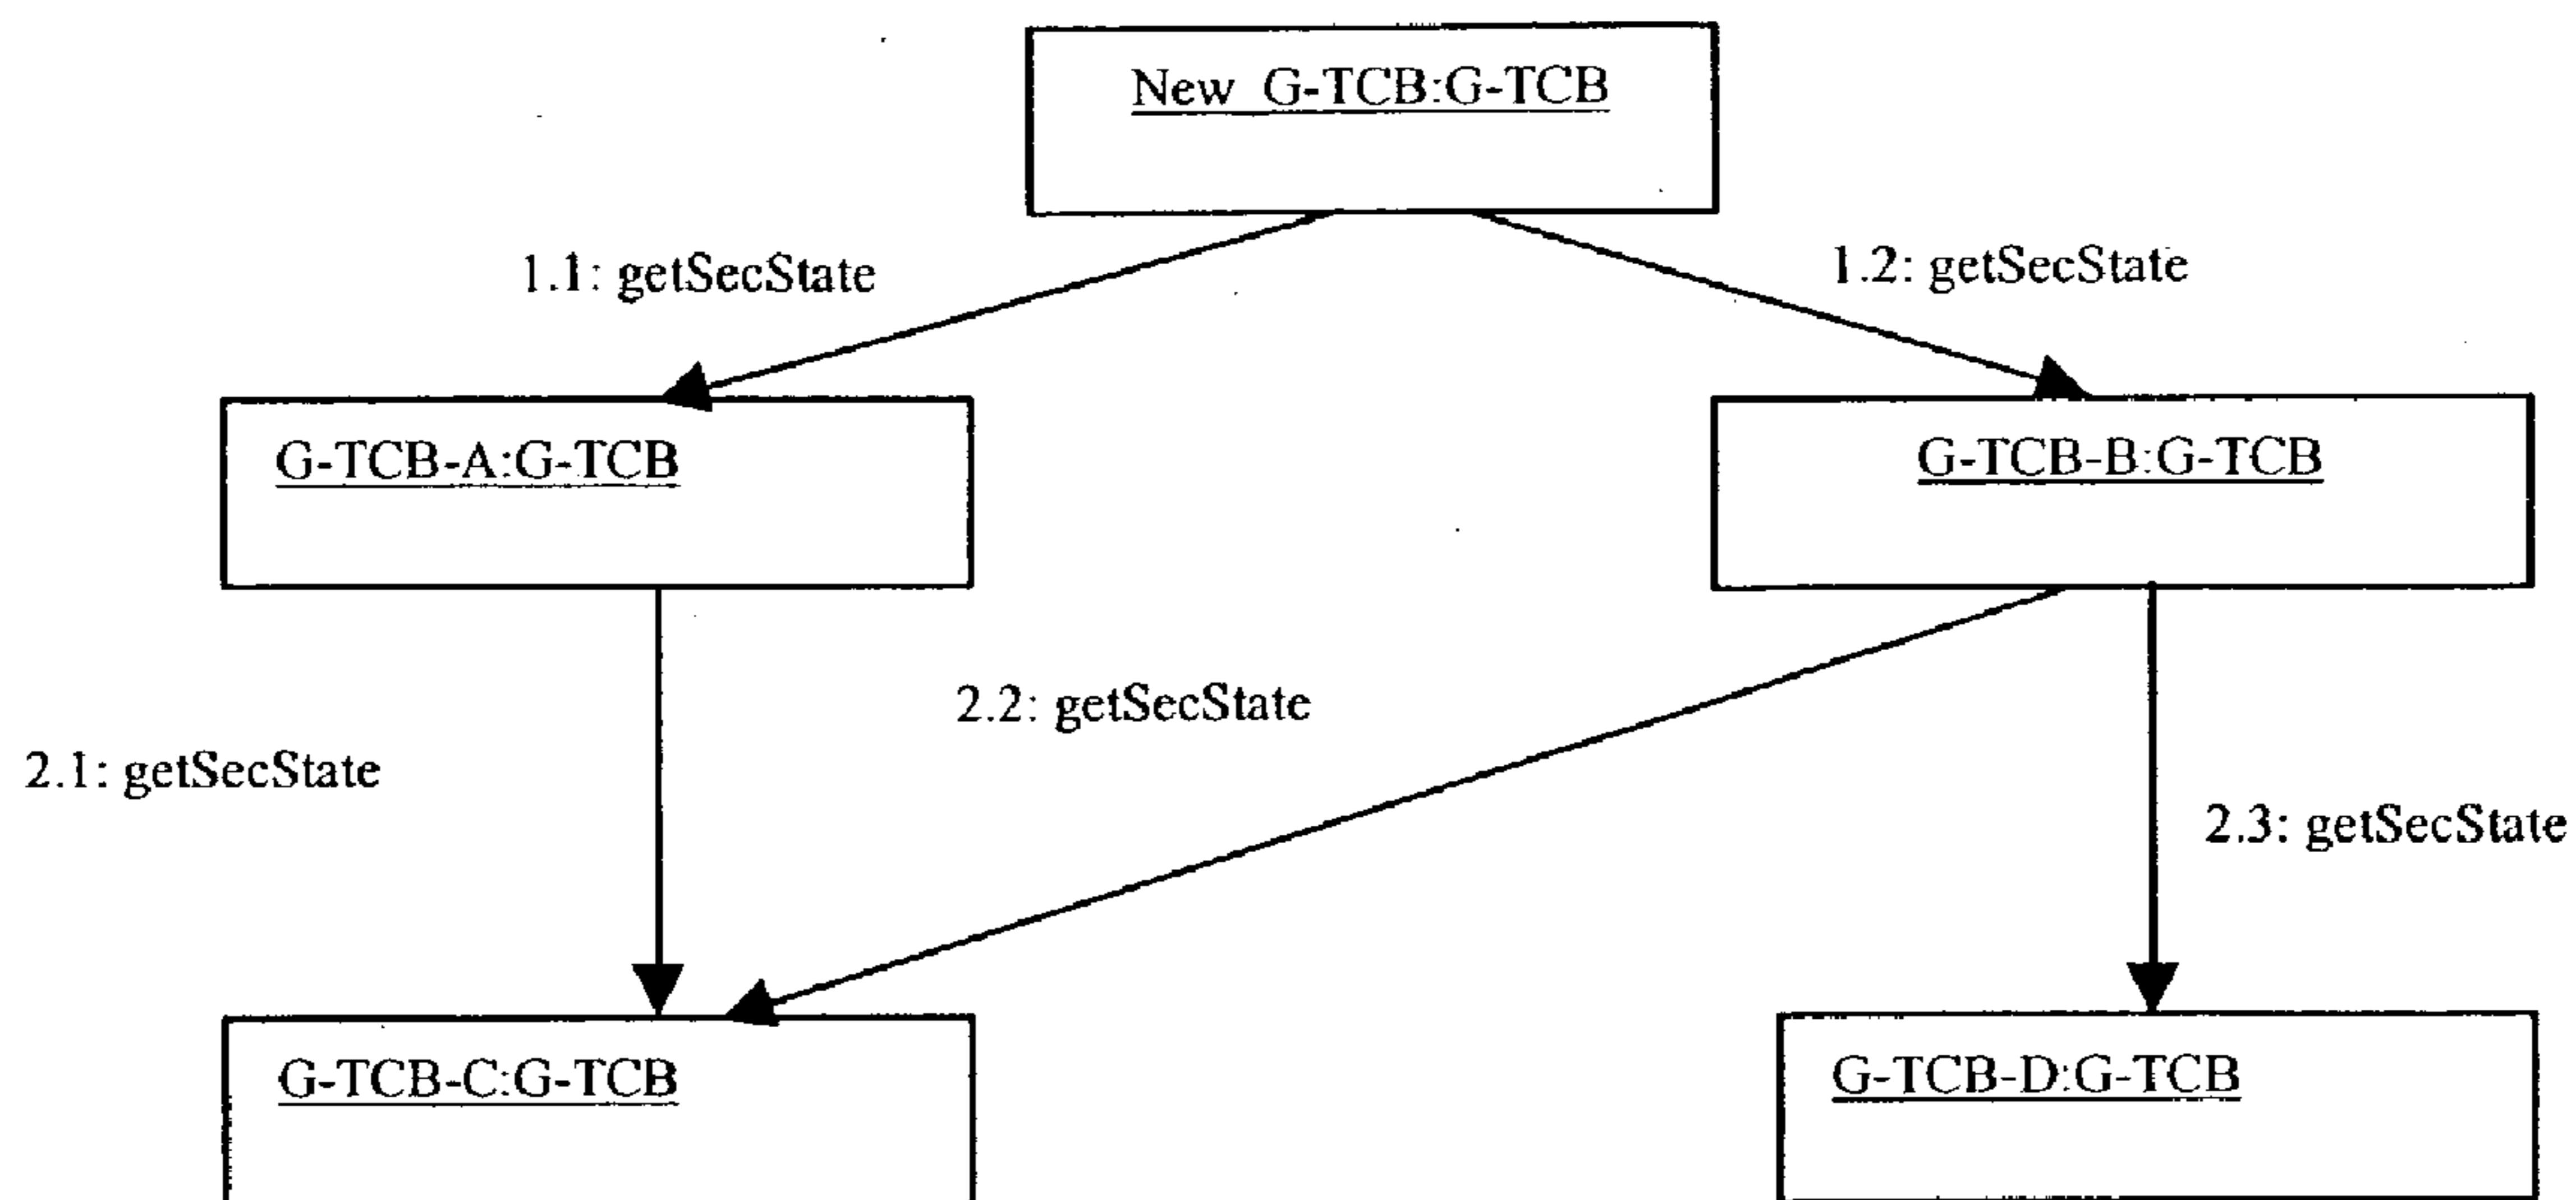 New G-TCB:G-TCB
1.1: getSecState
1.2: getSecState
G-TCB-A:G-TCB
G-TCB-B:G-TCB
2.2: getSecState
2.1: getSecState
2.3: getSecState
G-TCB-C:G-TCB
G-TCB-D:G-TCB